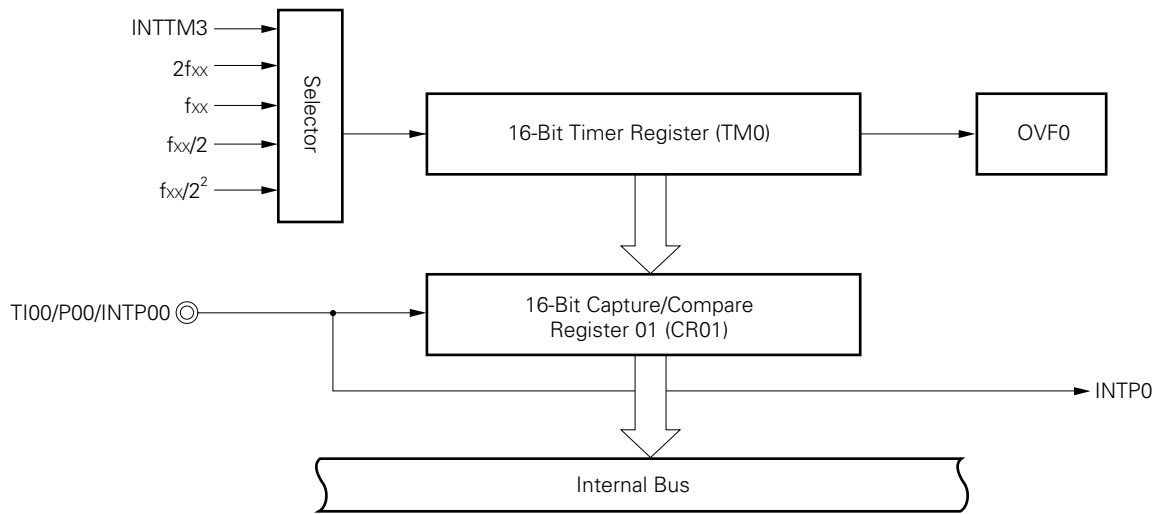 INTTM3
2fxx
fxx
fxx/2
fxx/2²
Selector
16-Bit Timer Register (TM0)
OVF0
TI00/P00/INTP00
16-Bit Capture/Compare
Register 01 (CR01)
INTP0
Internal Bus